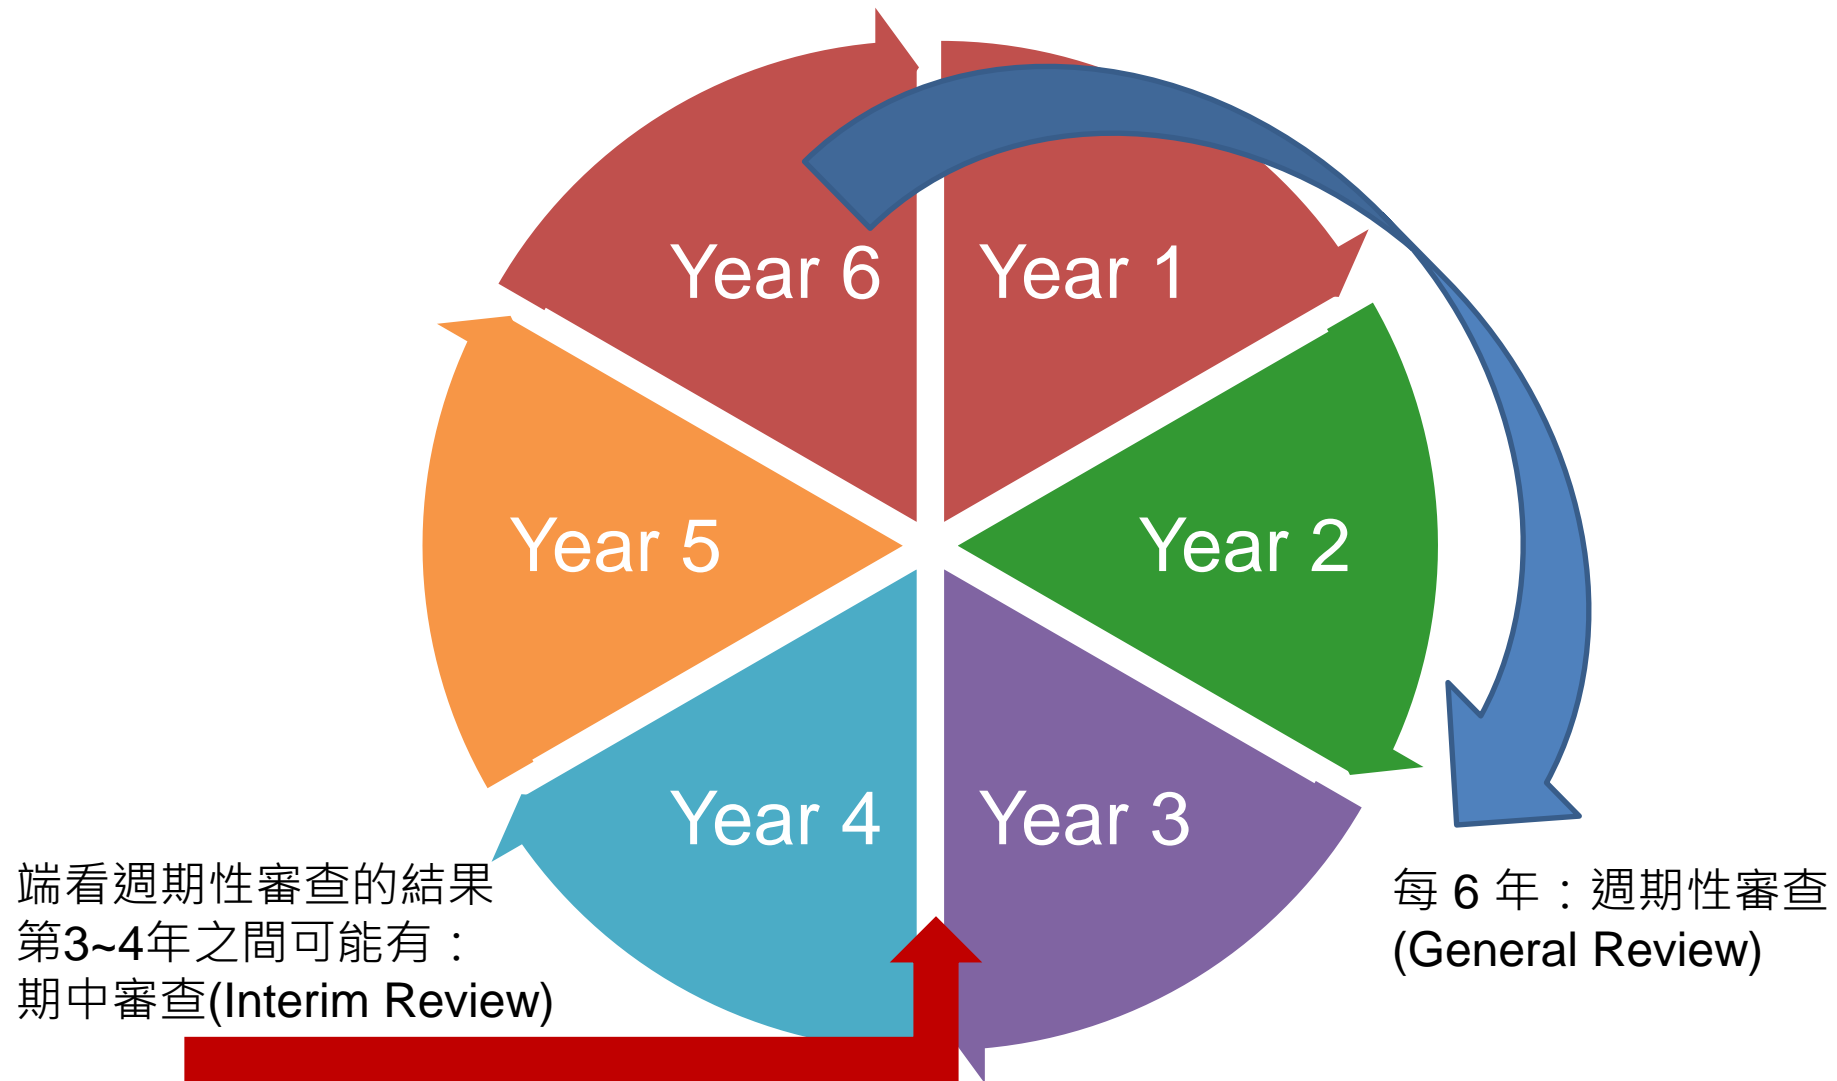 Year 6
Year 1
Year 5
Year 2
Year 4
Year 3
端看週期性審查的結果
第3~4年之間可能有：
期中審查(Interim Review)
每 6 年：週期性審查
(General Review)